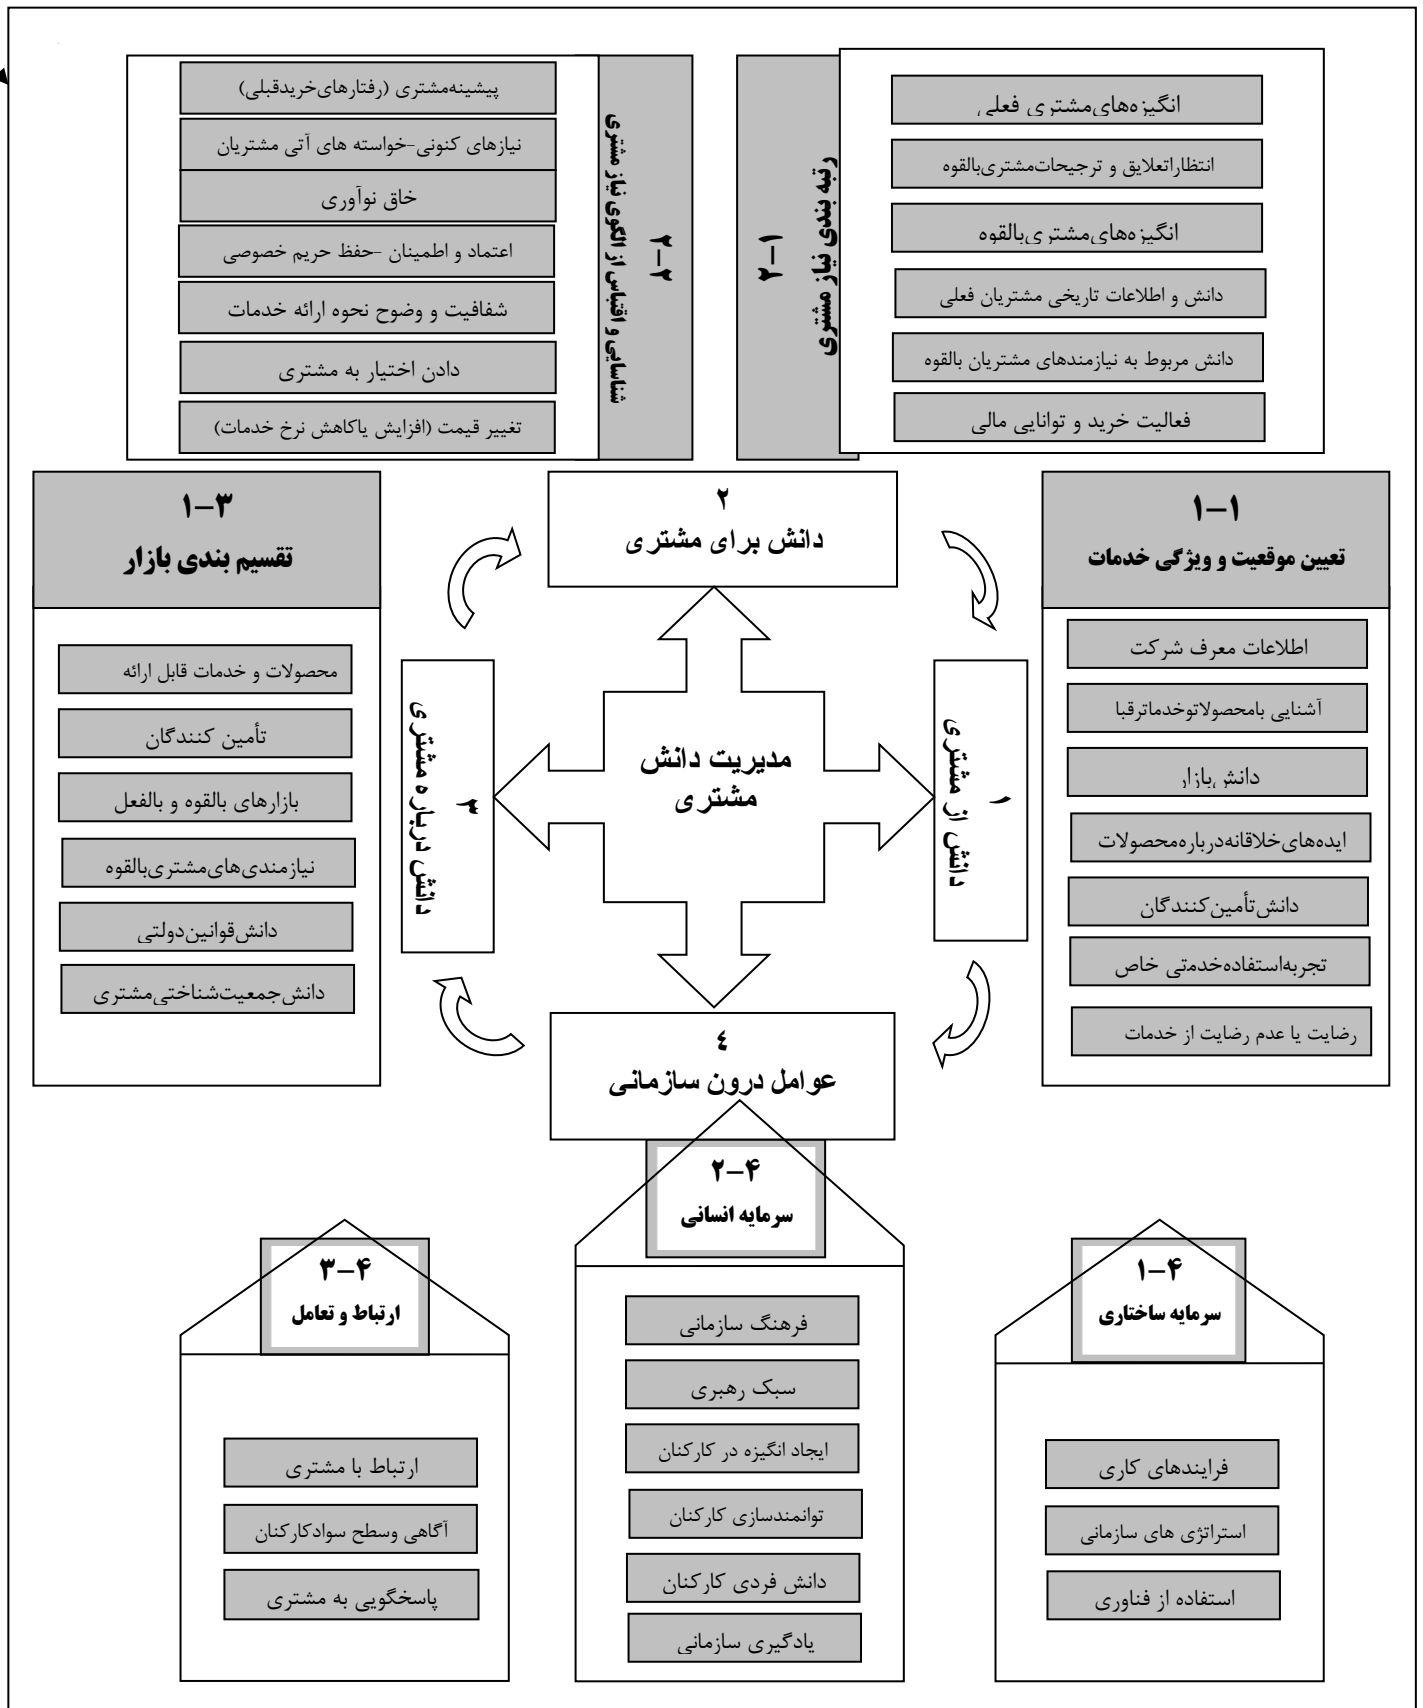 رتبه بندی نیاز مشتری
۲-۱
انگیزه‌های‌مشتری فعلی
انتظاراتعلایق و ترجیحات‌مشتری‌بالقوه
انگیزه‌های‌مشتری‌بالقوه
دانش و اطلاعات تاریخی مشتریان فعلی
دانش مربوط به نیازمندهای مشتریان بالقوه
فعالیت خرید و توانایی مالی
۲-۲
شناسایی و اقتباس از الگوی نیاز مشتری
پیشینه‌مشتری (رفتارهای‌خریدقبلی)
نیازهای کنونی-خواسته های آتی مشتریان
خاق نوآوری
اعتماد و اطمینان -حفظ حریم خصوصی
شفافیت و وضوح نحوه ارائه خدمات
دادن اختیار به مشتری
تغییر قیمت (افزایش یاکاهش نرخ خدمات)
۱-۱
تعیین موقعیت و ویژگی خدمات
اطلاعات معرف شرکت
آشنایی بامحصولاتوخدماترقبا
دانش‌بازار
ایده‌های‌خلاقانه‌درباره‌محصولات
دانش‌تأمین‌کنندگان
تجربه‌استفاده‌خدمتی خاص
رضایت یا عدم رضایت از خدمات
۲
دانش برای مشتری
۱
دانش از مشتری
مدیریت دانش
مشتری
۳
دانش درباره مشتری
۴
عوامل درون سازمانی
۱-۳
تقسیم بندی بازار
محصولات و خدمات قابل ارائه
تأمین کنندگان
بازارهای بالقوه و بالفعل
نیازمندی‌های‌مشتری‌بالقوه
دانش‌قوانین‌دولتی
دانش‌جمعیت‌شناختی‌مشتری
۱-۴
سرمایه ساختاری
فرایندهای کاری
استراتژی های سازمانی
استفاده از فناوری
۲-۴
سرمایه انسانی
فرهنگ سازمانی
سبک رهبری
ایجاد انگیزه در کارکنان
توانمندسازی کارکنان
دانش فردی کارکنان
یادگیری سازمانی
۳-۴
ارتباط و تعامل
ارتباط با مشتری
آگاهی وسطح سوادکارکنان
پاسخگویی به مشتری